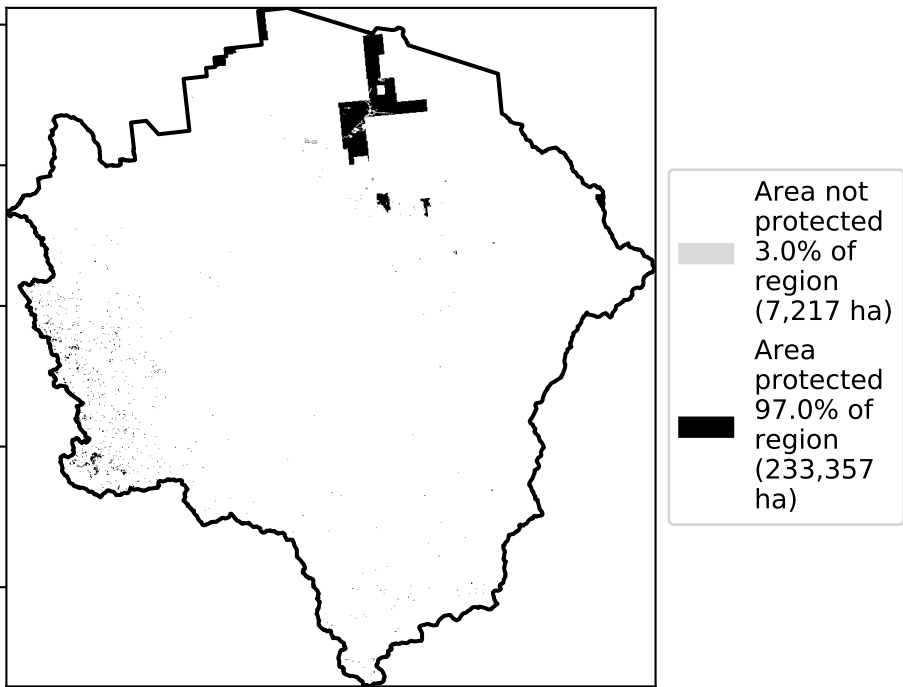 Area not
protected
3.0% of
region
(7,217 ha)
Area
protected
97.0% of
region
(233,357
ha)